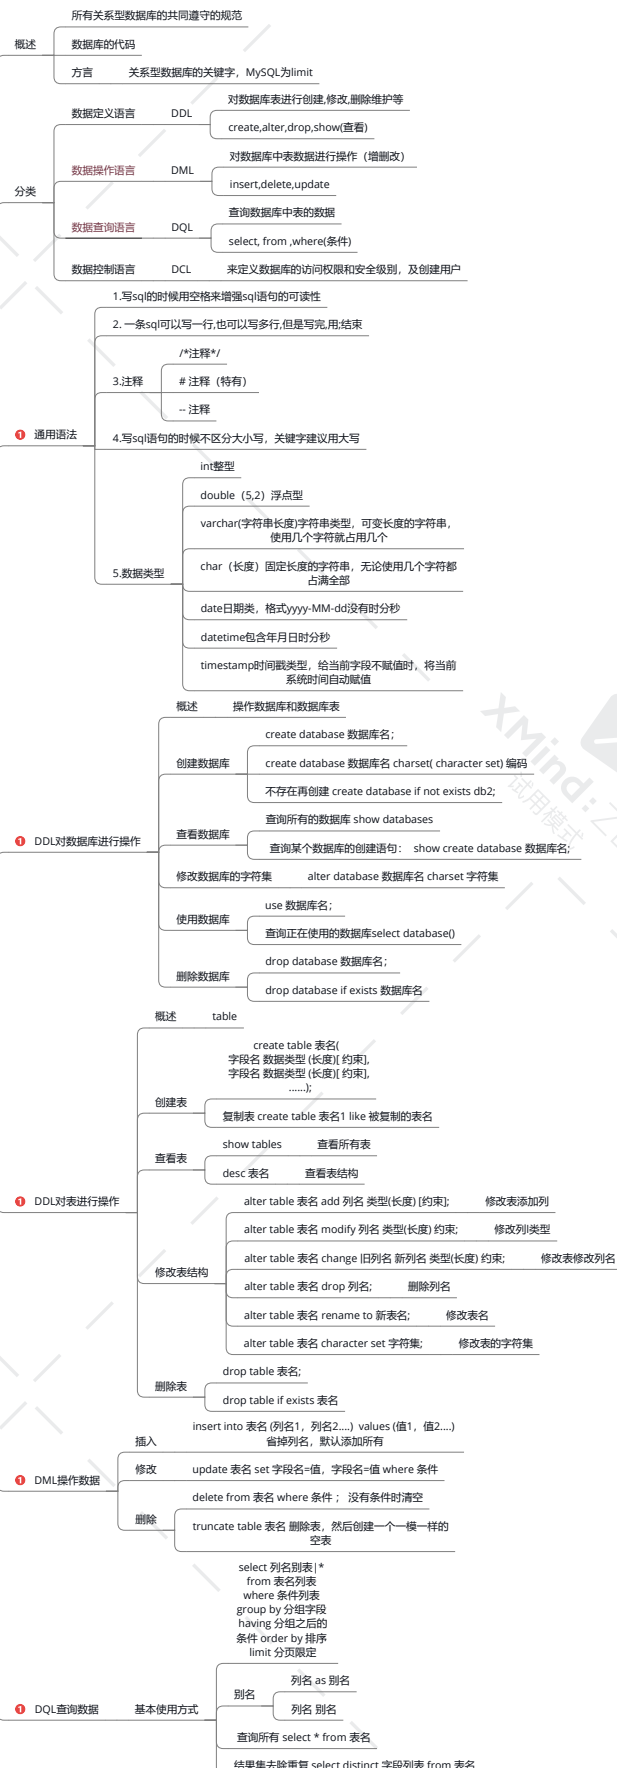 所有关系型数据库的共同遵守的规范
概述
数据库的代码
方言 关系型数据库的关键字，MySQL为limit
对数据库表进行创建,修改,删除维护等
数据定义语言 DDL
create,alter,drop,show(查看)
对数据库中表数据进行操作（增删改）
数据操作语言 DML
insert,delete,update
分类
查询数据库中表的数据
数据查询语言 DQL
select, from ,where(条件)
数据控制语言 DCL 来定义数据库的访问权限和安全级别，及创建用户
1.写sql的时候用空格来增强sql语句的可读性
2. 一条sql可以写一行,也可以写多行,但是写完,用;结束
/*注释*/
3.注释 # 注释（特有）
-- 注释
1 通用语法
4.写sql语句的时候不区分大小写，关键字建议用大写
int整型
double（5,2）浮点型
varchar(字符串长度)字符串类型，可变长度的字符串，
使用几个字符就占用几个
5.数据类型
char（长度）固定长度的字符串，无论使用几个字符都
占满全部
date日期类，格式yyyy-MM-dd没有时分秒
datetime包含年月日时分秒
timestamp时间戳类型，给当前字段不赋值时，将当前
系统时间自动赋值
概述 操作数据库和数据库表
create database 数据库名；
创建数据库
create database 数据库名 charset( character set) 编码
不存在再创建 create database if not exists db2;
查询所有的数据库 show databases
查看数据库
1 DDL对数据库进行操作
查询某个数据库的创建语句： show create database 数据库名;
修改数据库的字符集 alter database 数据库名 charset 字符集
use 数据库名；
使用数据库
查询正在使用的数据库select database()
drop database 数据库名；
删除数据库
drop database if exists 数据库名
概述 table
create table 表名(
字段名 数据类型 (长度)[ 约束],
字段名 数据类型 (长度)[ 约束],
......);
创建表
复制表 create table 表名1 like 被复制的表名
show tables 查看所有表
查看表
desc 表名 查看表结构
1 DDL对表进行操作
alter table 表名 add 列名 类型(长度) [约束]; 修改表添加列
alter table 表名 modify 列名 类型(长度) 约束; 修改列类型
alter table 表名 change 旧列名 新列名 类型(长度) 约束; 修改表修改列名
修改表结构
alter table 表名 drop 列名; 删除列名
alter table 表名 rename to 新表名; 修改表名
alter table 表名 character set 字符集; 修改表的字符集
drop table 表名;
删除表
drop table if exists 表名
insert into 表名 (列名1，列名2....) values (值1，值2....)
省掉列名，默认添加所有
插入
修改 update 表名 set 字段名=值，字段名=值 where 条件
1 DML操作数据
delete from 表名 where 条件 ； 没有条件时清空
删除
truncate table 表名 删除表，然后创建一个一模一样的
空表
select 列名别表|*
from 表名列表
where 条件列表
group by 分组字段
having 分组之后的
条件 order by 排序
limit 分页限定
列名 as 别名
别名
列名 别名
1 DQL查询数据 基本使用方式
查询所有 select * from 表名
结果集去除重复 select distinct 字段列表 from 表名
XMind:
试用模式